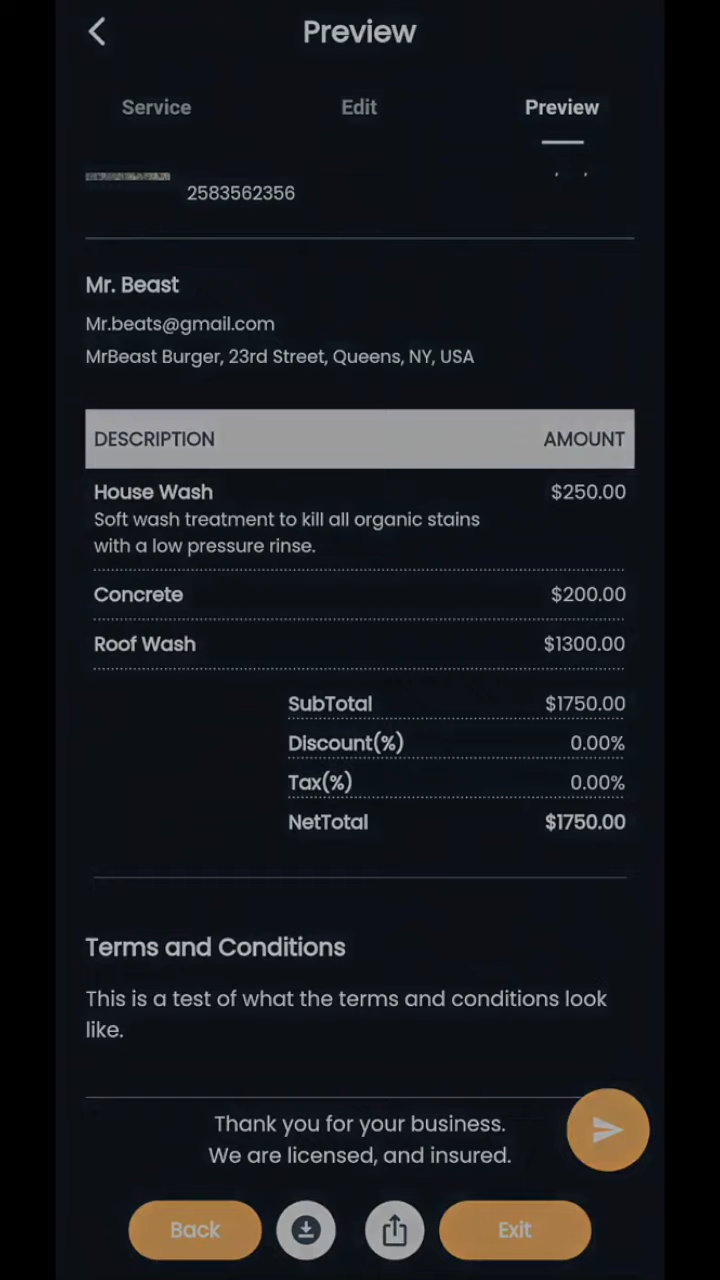 Preview
Service Edit Preview
2583562356
Mr. Beast
Mr.beats@gmail.com
MrBeast Burger, 23rd Street, Queens, NY, USA
DESCRIPTION AMOUNT
House Wash $250.00
Soft wash treatment to kill all organic stains
with a low pressure rinse.
Concrete $200.00
Roof Wash $1300.00
SubTotal $1750.00
Discount(%) 0.00%
Tax(%) 0.00%
NetTotal $1750.00
Terms and Conditions
This is a test of what the terms and conditions look
like.
Thank you for your business.
We are licensed, and insured.
Back Exit